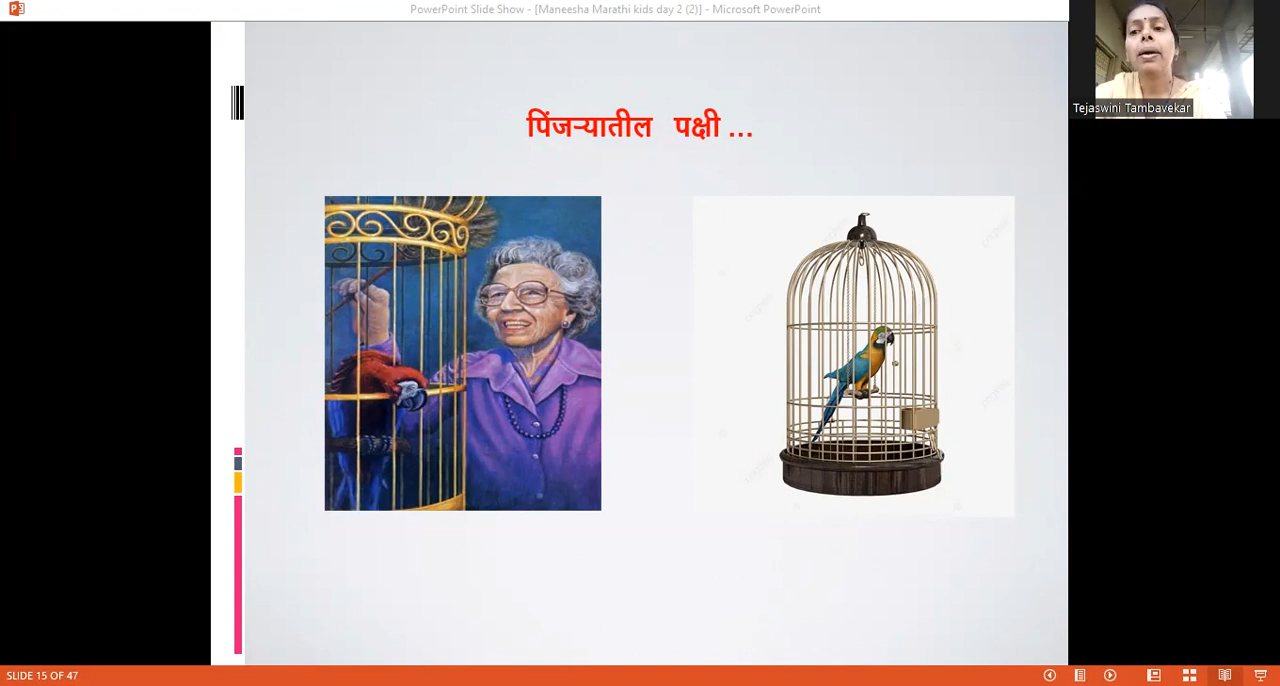 PowerPoint Slide Show - [Maneesha Marathi kids day 2 (2)] - Microsoft PowerPoint
Tejaswini Tambavekar
पिंजऱ्यातील पक्षी ...
SLIDE 15 OF 47